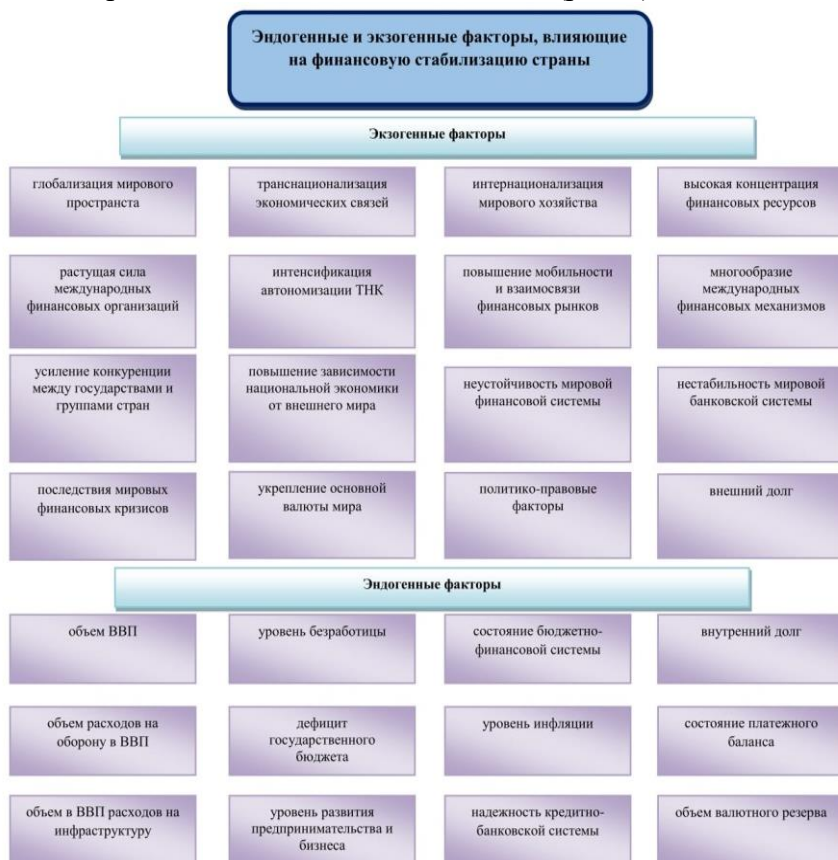 Эндогенные и экзогенные факторы, влияющие
на финансовую стабилизацию страны
Экзогенные факторы
глобализация мирового
пространста
транснационализация
экономических связей
интернационализация
мирового хозяйства
высокая концентрация
финансовых ресурсов
растущая сила
международных
финансовых организаций
интенсификация
автономизации ТНК
повышение мобильности
и взаимосвязи
финансовых рынков
многообразие
международных
финансовых механизмов
усиление конкуренции
между государствами и
группами стран
повышение зависимости
национальной экономики
от внешнего мира
неустойчивость мировой
финансовой системы
нестабильность мировой
банковской системы
последствия мировых
финансовых кризисов
укрепление основной
валюты мира
политико-правовые
факторы
внешний долг
Эндогенные факторы
объем ВВП
уровень безработицы
состояние бюджетно-
финансовой системы
внутренний долг
объем расходов на
оборону в ВВП
дефицит
государственного
бюджета
уровень инфляции
состояние платежного
баланса
объем в ВВП расходов на
инфраструктуру
уровень развития
предпринимательства и
бизнеса
надежность кредитно-
банковской системы
объем валютного резерва